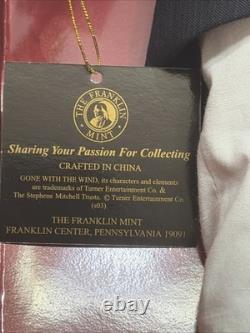 THE FRANKLIN
MINT
Sharing Your Passion For Collecting
CRAFTED IN CHINA
GONE WITH THE WIND, its characters and elements
are trademarks of Turner Entertainment Co. &
The Stephens Mitchell Trusts. © Turner Entertainment Co.
(s03)
THE FRANKLIN MINT
FRANKLIN CENTER, PENNSYLVANIA 19091
© 1bc.com